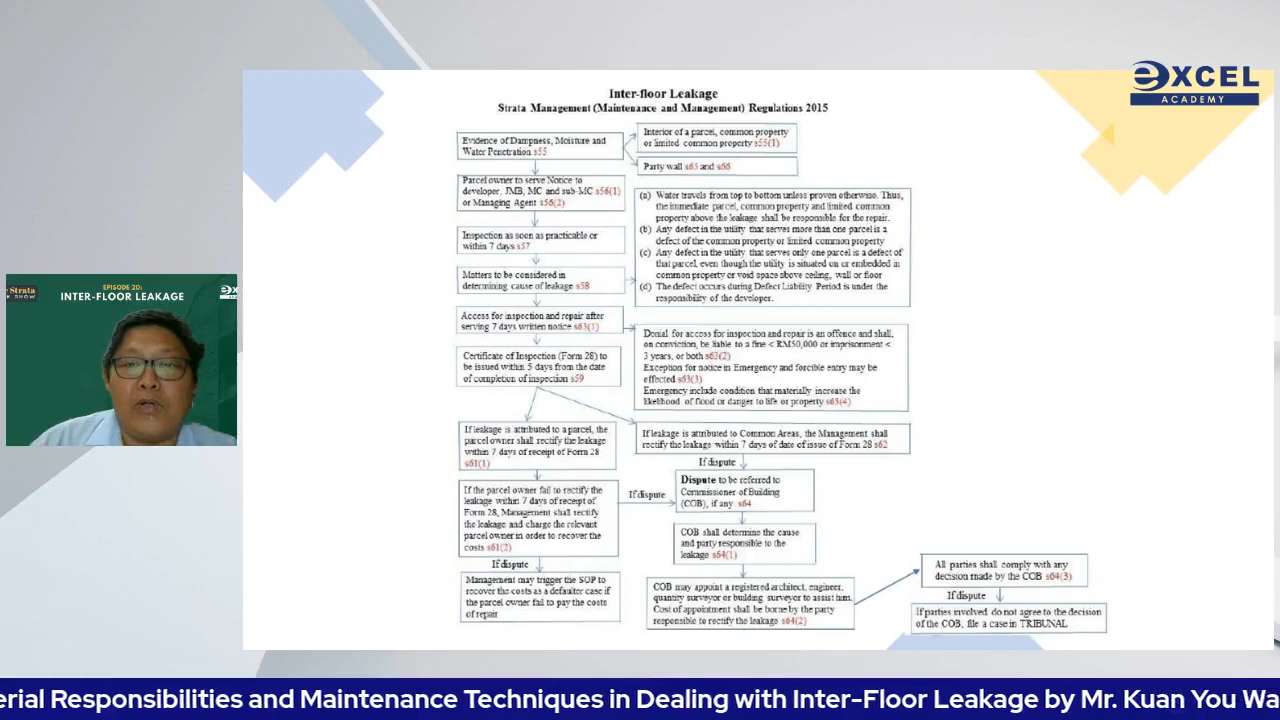 EXCEL
ACADEMY
Inter-floor Leakage
Strata Management (Maintenance and Management) Regulations 2015
Evidence of Dampness, Moisture and
Water Penetration s55
Interior of a parcel, common property
or limited common property s55(1)
Party wall s65 and s66
Parcel owner to serve Notice to
developer, JMB, MC and sub-MC s56(1)
or Managing Agent s56(2)
Inspection as soon as practicable or
within 7 days s57
Matters to be considered in
determining cause of leakage s58
(a) Water travels from top to bottom unless proven otherwise. Thus,
the immediate parcel, common property and limited common
property above the leakage shall be responsible for the repair.
(b) Any defect in the utility that serves more than one parcel is a
defect of the common property or limited common property
(c) Any defect in the utility that serves only one parcel is a defect of
that parcel, even though the utility is situated on or embedded in
common property or void space above ceiling, wall or floor
(d) The defect occurs during Defect Liability Period is under the
responsibility of the developer.
Access for inspection and repair after
serving 7 days written notice s63(1)
Denial for access for inspection and repair is an offence and shall,
on conviction, be liable to a fine < RM50,000 or imprisonment <
3 years, or both s63(2)
Exception for notice in Emergency and forcible entry may be
effected s63(3)
Emergency include condition that materially increase the
likelihood of flood or danger to life or property s63(4)
Certificate of Inspection (Form 28) to
be issued within 5 days from the date
of completion of inspection s59
If leakage is attributed to a parcel, the
parcel owner shall rectify the leakage
within 7 days of receipt of Form 28
s61(1)
If leakage is attributed to Common Areas, the Management shall
rectify the leakage within 7 days of date of issue of Form 28 s62
If dispute
If the parcel owner fail to rectify the
leakage within 7 days of receipt of
Form 28, Management shall rectify
the leakage and charge the relevant
parcel owner in order to recover the
costs s61(2)
If dispute
Dispute to be referred to
Commissioner of Building
(COB), if any s64
COB shall determine the cause
and party responsible to the
leakage s64(1)
If dispute
Management may trigger the SOP to
recover the costs as a defaulter case if
the parcel owner fail to pay the costs
of repair
COB may appoint a registered architect, engineer,
quantity surveyor or building surveyor to assist him.
Cost of appointment shall be borne by the party
responsible to rectify the leakage s64(2)
All parties shall comply with any
decision made by the COB s64(3)
If dispute
If parties involved do not agree to the decision
of the COB, file a case in TRIBUNAL
Strata
SHOW
EPISODE 20:
INTER-FLOOR LEAKAGE
erial Responsibilities and Maintenance Techniques in Dealing with Inter-Floor Leakage by Mr. Kuan You Wa